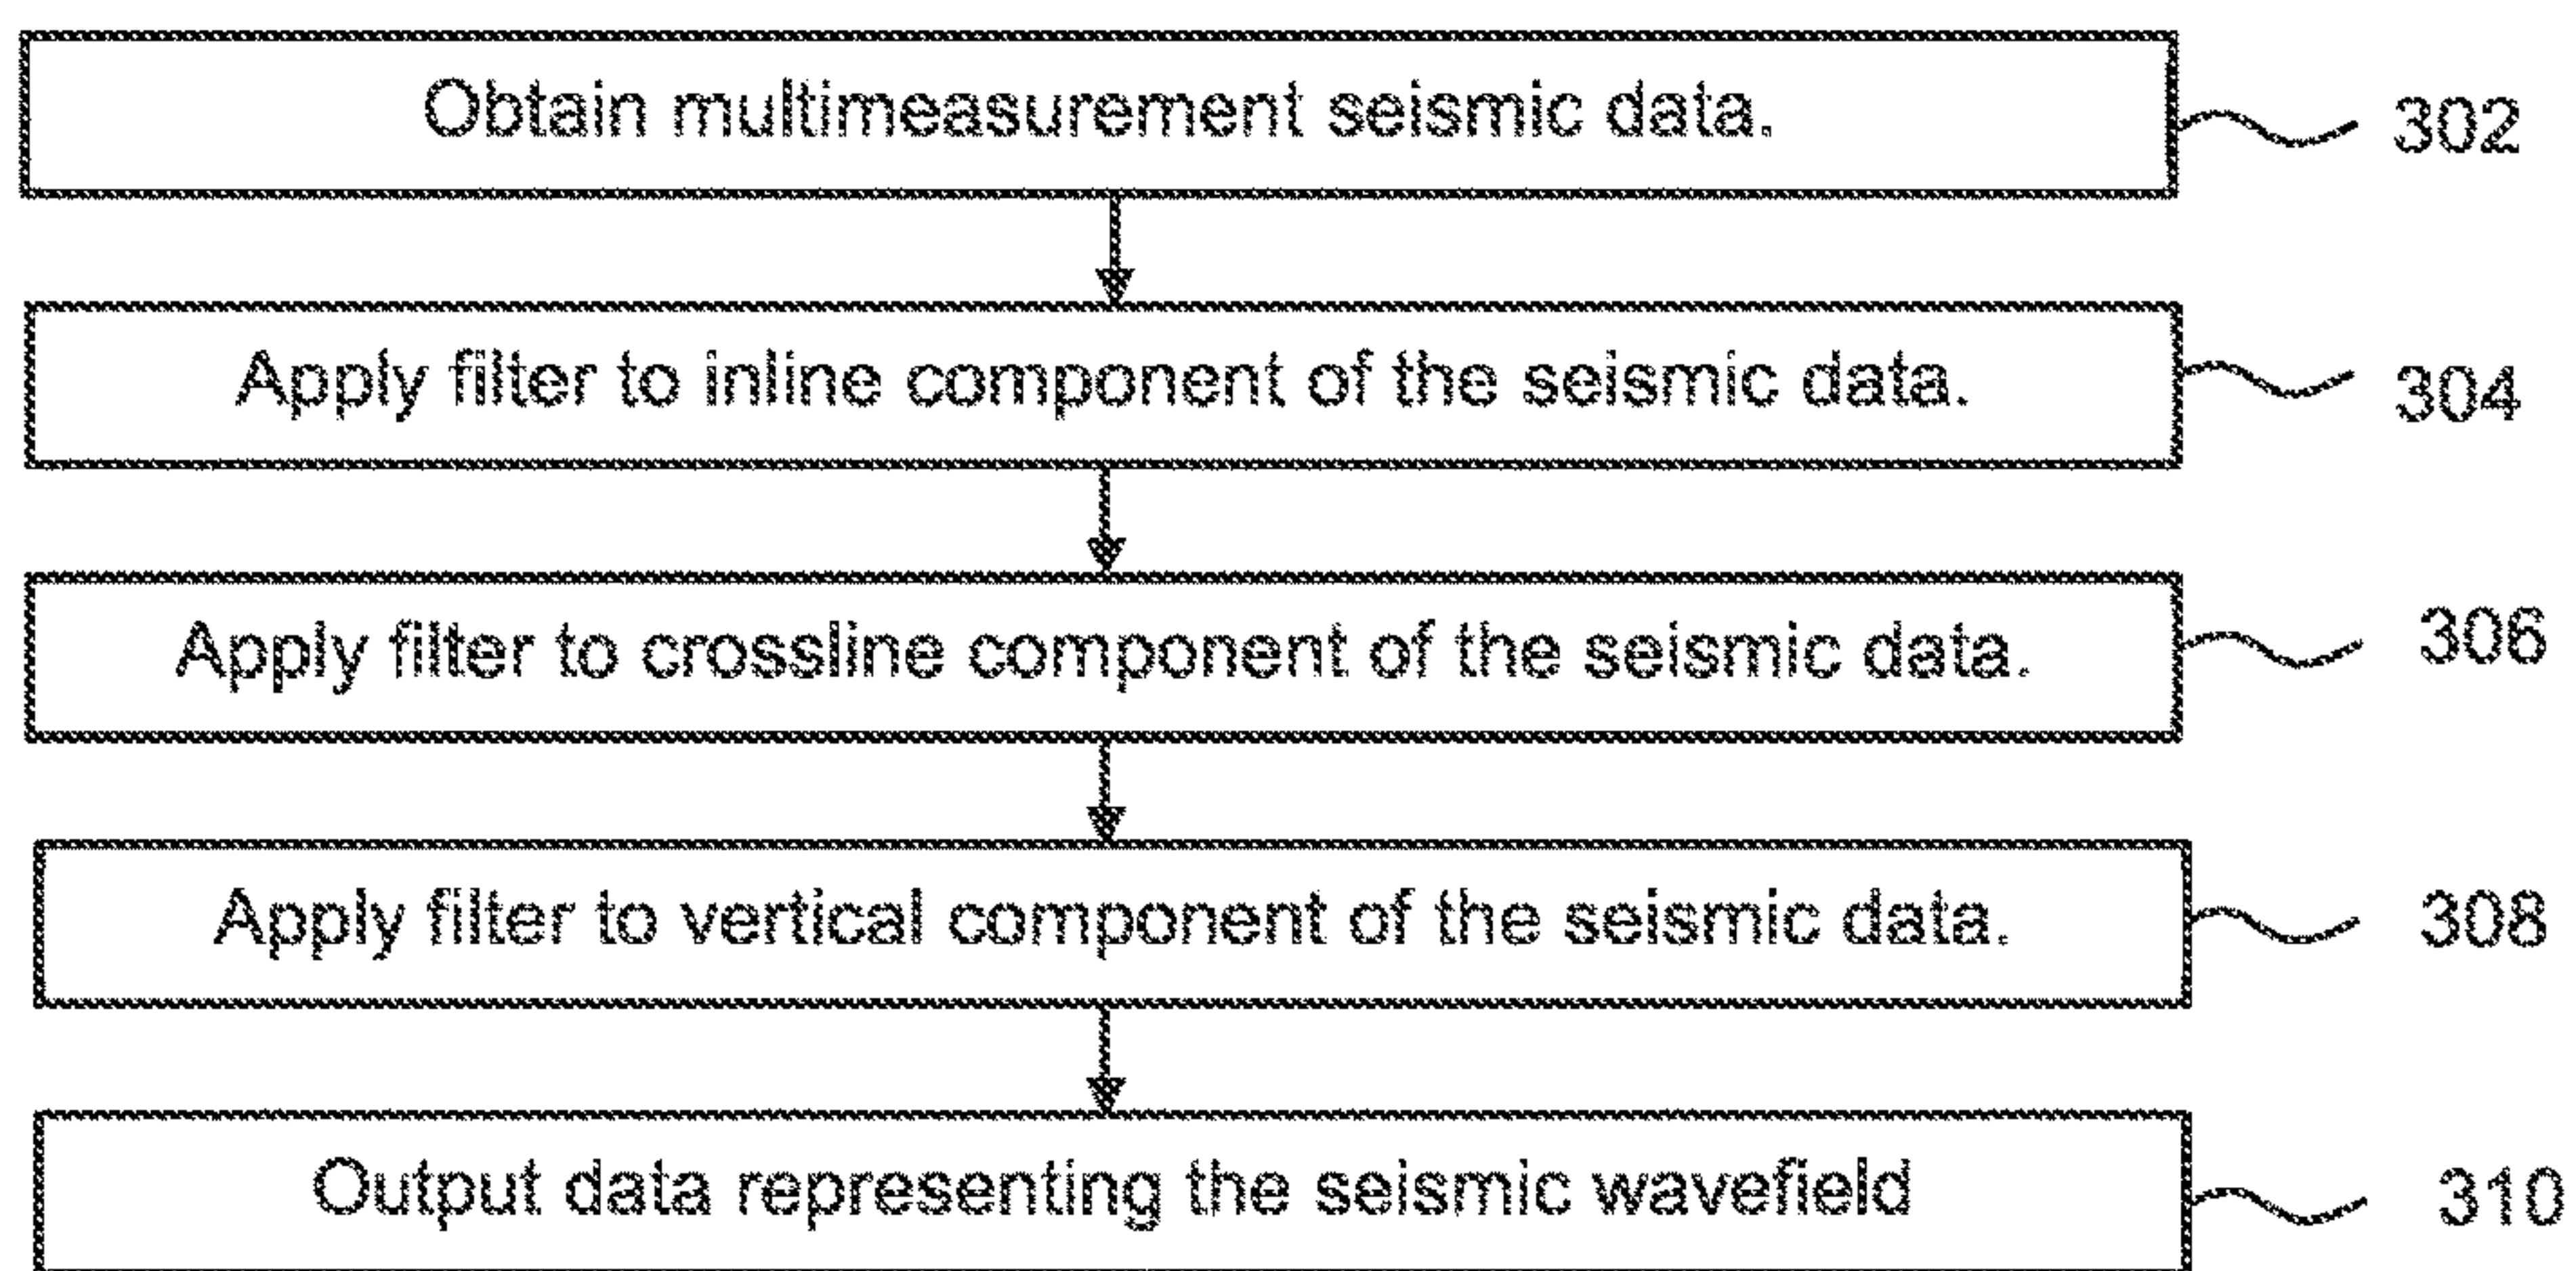 Obtain multimeasurement seismic data.
302
Apply filter to inline component of the seismic data.
304
Apply filter to crossline component of the seismic data.
306
Apply filter to vertical component of the seismic data.
308
Output data representing the seismic wavefield
310